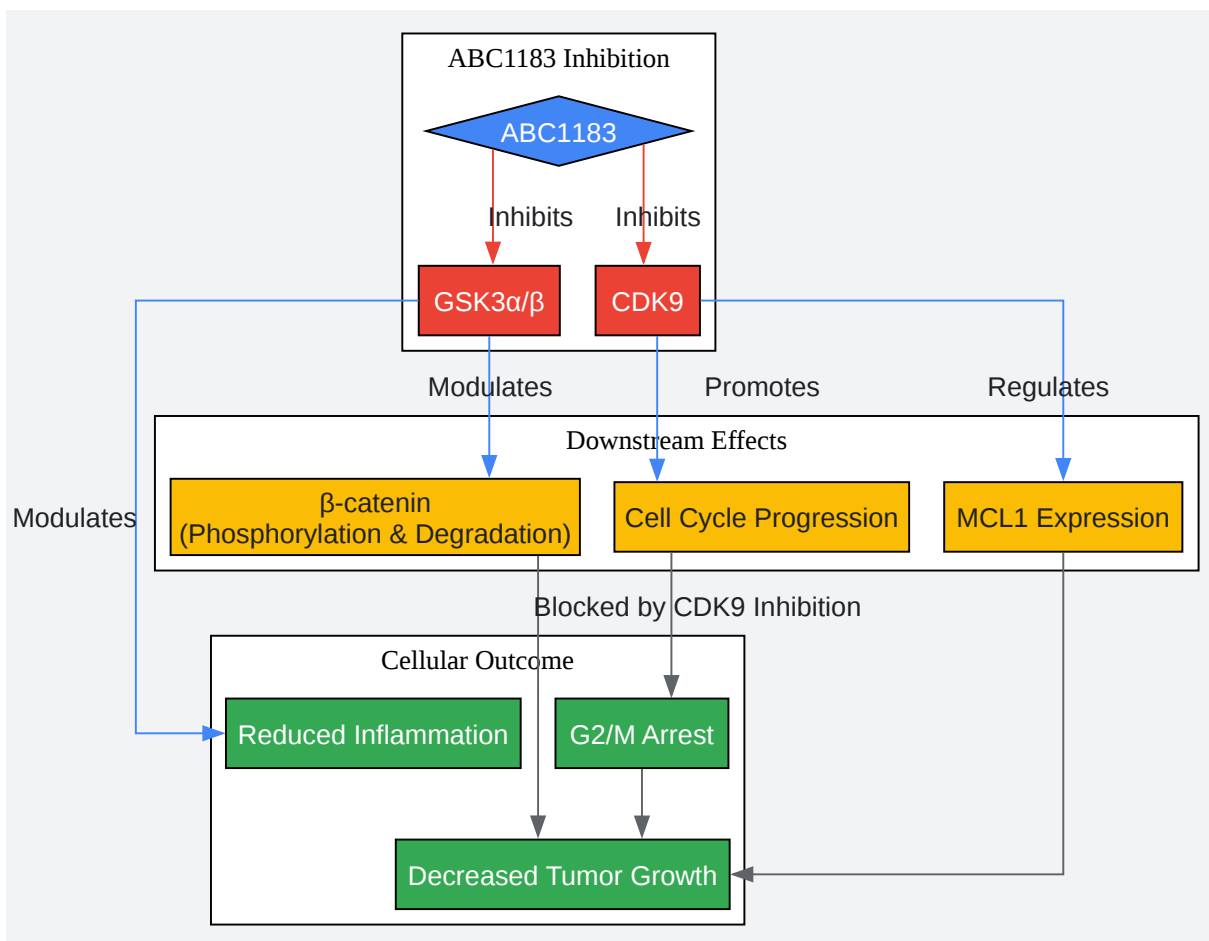 ABC1183 Inhibition
ABC1183
Inhibits
Inhibits
GSK3α/β
CDK9
Modulates
Promotes
Regulates
Downstream Effects
β-catenin
(Phosphorylation & Degradation)
Cell Cycle Progression
MCL1 Expression
Modulates
Blocked by CDK9 Inhibition
Cellular Outcome
Reduced Inflammation
G2/M Arrest
Decreased Tumor Growth